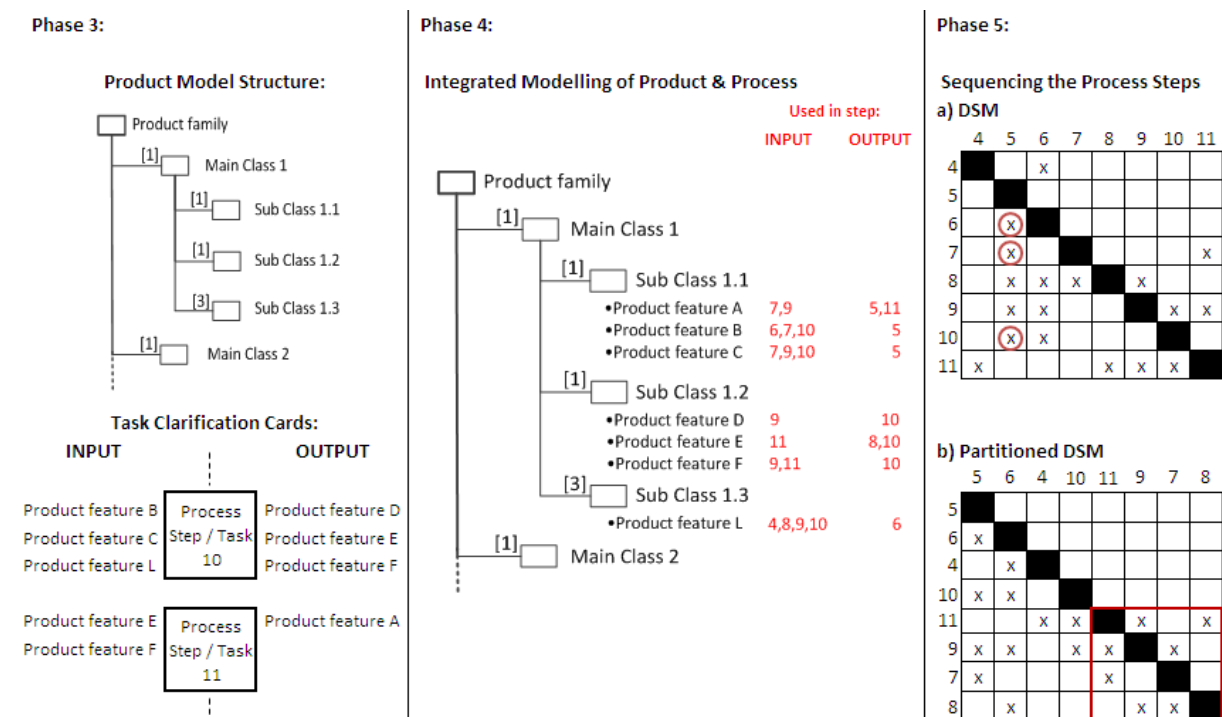 Phase 3:
Product Model Structure:
Product family
[1]
Main Class 1
[1]
Sub Class 1.1
[1]
Sub Class 1.2
[3]
Sub Class 1.3
[1]
Main Class 2
Task Clarification Cards:
INPUT OUTPUT
Product feature B Process Product feature D
Product feature C Step / Task Product feature E
Product feature L 10 Product feature F
Product feature E Process Product feature A
Product feature F Step / Task
11
Phase 4:
Integrated Modelling of Product & Process
Used in step:
INPUT OUTPUT
Product family
[1]
Main Class 1
[1]
Sub Class 1.1
•Product feature A 7,9 5,11
•Product feature B 6,7,10 5
•Product feature C 7,9,10 5
[1]
Sub Class 1.2
•Product feature D 9 10
•Product feature E 11 8,10
•Product feature F 9,11 10
[3]
Sub Class 1.3
•Product feature L 4,8,9,10 6
[1]
Main Class 2
Phase 5:
Sequencing the Process Steps
a) DSM
4 5 6 7 8 9 10 11
4 x
5
6 x
7 x x
8 x x x x
9 x x x x
10 x x
11 x x x x
b) Partitioned DSM
5 6 4 10 11 9 7 8
5
6 x
4 x
10 x x
11 x x x x
9 x x x x x
7 x x
8 x x x